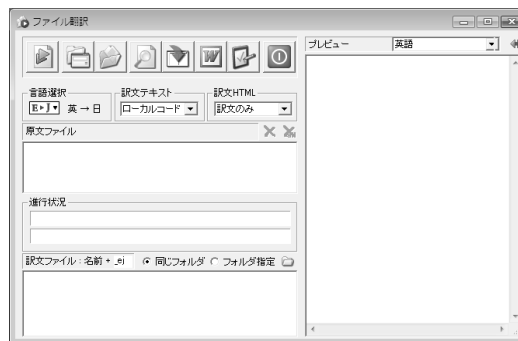 ファイル翻訳
プレビュー 英語
W
言語選択 訳文テキスト 訳文HTML
E▸J▾ 英→日 ローカルコード 訳文のみ
原文ファイル
進行状況
訳文ファイル：名前 + _ej 同じフォルダ フォルダ指定